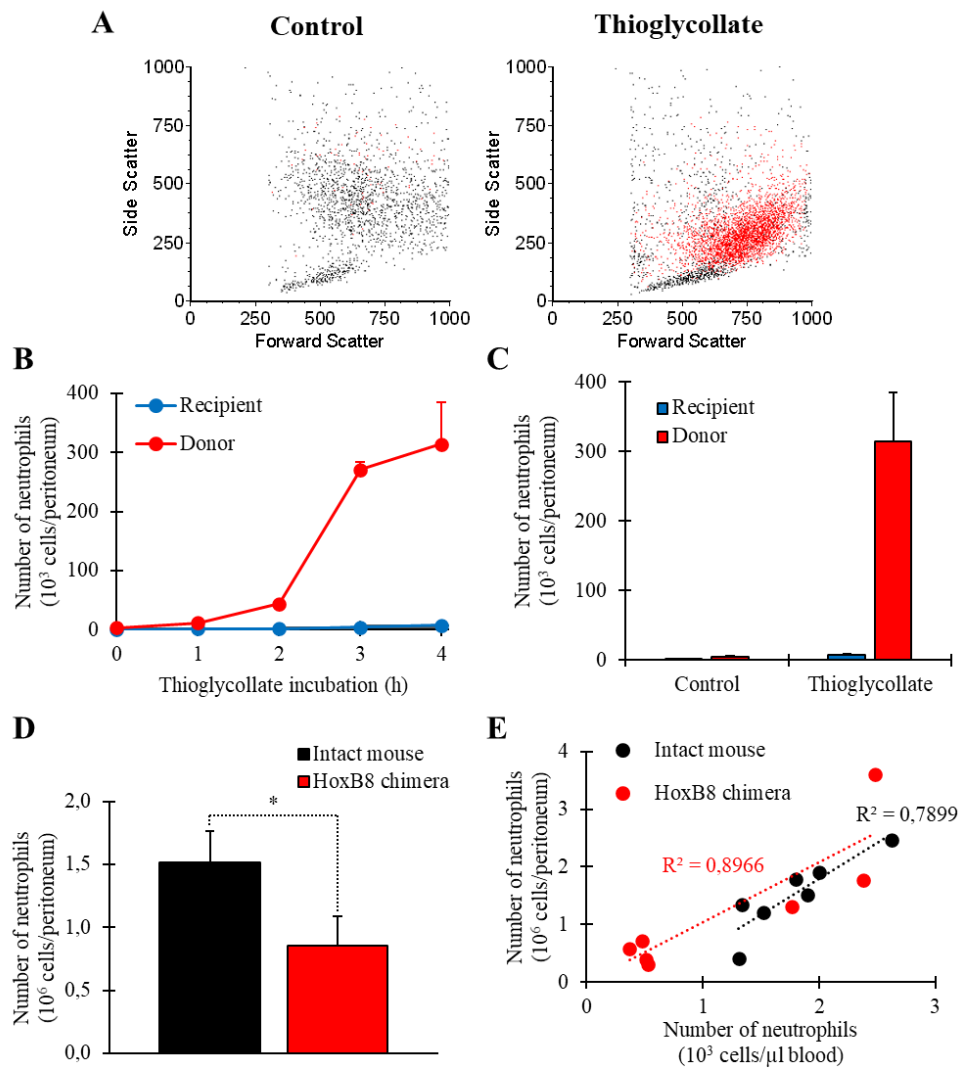 A
Control
Thioglycollate
Side Scatter
1000
750
500
250
0
0
250
500
750
1000
Forward Scatter
Side Scatter
1000
750
500
250
0
0
250
500
750
1000
Forward Scatter
B
Number of neutrophils
(10³ cells/peritoneum)
400
300
200
100
0
Recipient
Donor
0
1
2
3
4
Thioglycollate incubation (h)
C
Number of neutrophils
(10³ cells/peritoneum)
400
300
200
100
0
Recipient
Donor
Control
Thioglycollate
D
Intact mouse
HoxB8 chimera
Number of neutrophils
(10⁶ cells/peritoneum)
2,0
1,5
1,0
0,5
0,0
*
E
Number of neutrophils
(10⁶ cells/peritoneum)
4
3
2
1
0
Intact mouse
HoxB8 chimera
R² = 0,7899
R² = 0,8966
0
1
2
3
Number of neutrophils
(10³ cells/µl blood)